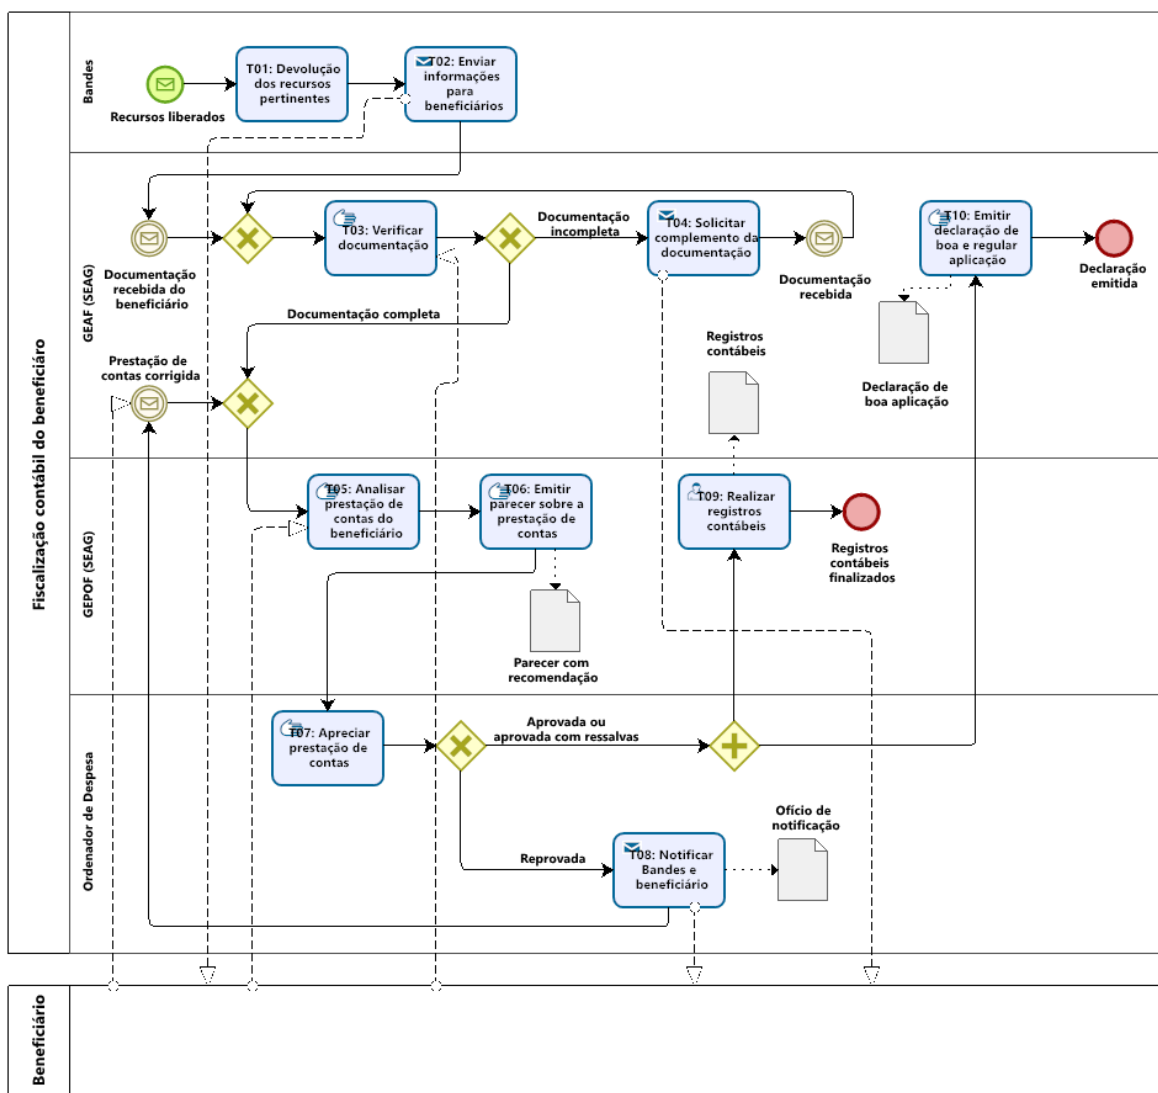 Fiscalização contábil do beneficiáro
Bandes
Recursos liberados
T01: Devolução
dos recursos
pertinentes
T02: Enviar
informações
para
beneficiários
GEAF (SEAG)
Documentação
recebida do
beneficiário
T03: Verificar
documentação
Documentação
incompleta
T04: Solicitar
complemento da
documentação
Documentação
recebida
T10: Emitir
declaração de
boa e regular
aplicação
Declaração
emitida
Documentação completa
Declaração de
boa aplicação
Registros
contábeis
Prestação de
contas corrigida
GEPOF (SEAG)
T05: Analisar
prestação de
contas do
beneficiário
T06: Emitir
parecer sobre a
prestação de
contas
Parecer com
recomendação
T09: Realizar
registros
contábeis
Registros
contábeis
finalizados
Ordenador de Despesa
T07: Apreciar
prestação de
contas
Aprovada ou
aprovada com ressalvas
Reprovada
T08: Notificar
Bandes e
beneficiário
Ofício de
notificação
Beneficiário